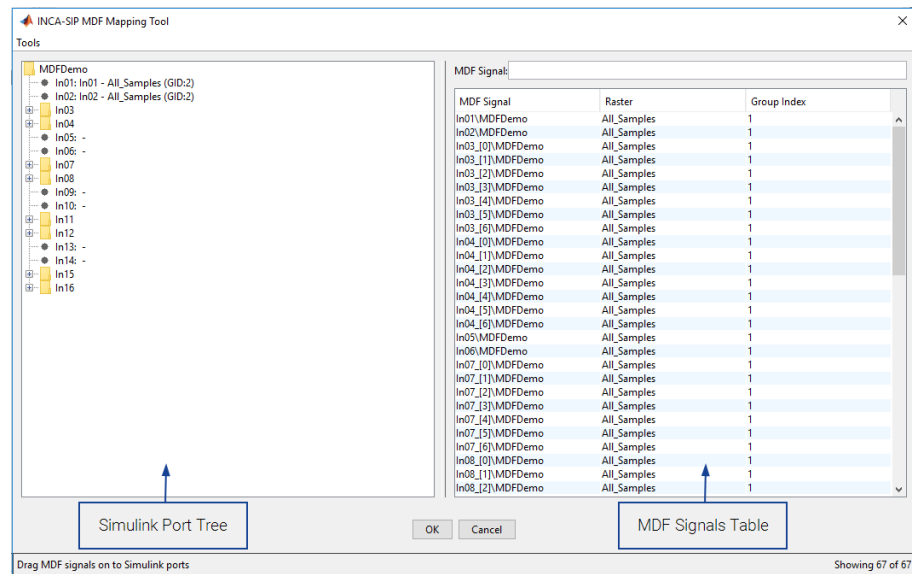 INCA-SIP MDF Mapping Tool
Tools
MDFDemo
In01: In01 - All_Samples (GID:2)
In02: In02 - All_Samples (GID:2)
In03
In04
In05: -
In06: -
In07
In08
In09: -
In10: -
In11
In12
In13: -
In14: -
In15
In16
MDF Signal:
MDF Signal Raster Group Index
In01\MDFDemo All_Samples 1
In02\MDFDemo All_Samples 1
In03_[0]\MDFDemo All_Samples 1
In03_[1]\MDFDemo All_Samples 1
In03_[2]\MDFDemo All_Samples 1
In03_[3]\MDFDemo All_Samples 1
In03_[4]\MDFDemo All_Samples 1
In03_[5]\MDFDemo All_Samples 1
In03_[6]\MDFDemo All_Samples 1
In04_[0]\MDFDemo All_Samples 1
In04_[1]\MDFDemo All_Samples 1
In04_[2]\MDFDemo All_Samples 1
In04_[3]\MDFDemo All_Samples 1
In04_[4]\MDFDemo All_Samples 1
In04_[5]\MDFDemo All_Samples 1
In04_[6]\MDFDemo All_Samples 1
In05\MDFDemo All_Samples 1
In06\MDFDemo All_Samples 1
In07_[0]\MDFDemo All_Samples 1
In07_[1]\MDFDemo All_Samples 1
In07_[2]\MDFDemo All_Samples 1
In07_[3]\MDFDemo All_Samples 1
In07_[4]\MDFDemo All_Samples 1
In07_[5]\MDFDemo All_Samples 1
In07_[6]\MDFDemo All_Samples 1
In08_[0]\MDFDemo All_Samples 1
In08_[1]\MDFDemo All_Samples 1
In08_[2]\MDFDemo All_Samples 1
Simulink Port Tree
MDF Signals Table
OK Cancel
Drag MDF signals on to Simulink ports
Showing 67 of 67